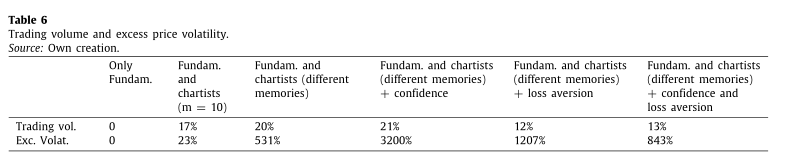 Table 6
Trading volume and excess price volatility.
Source: Own creation.
Only Fundam. and Fundam. and Fundam. and chartists Fundam. and chartists Fundam. and chartists
Fundam. chartists (different (different memories) (different memories) (different memories)
chartists memories) + confidence + loss aversion + confidence and
(m = 10) loss aversion
Trading vol. 0 17% 20% 21% 12% 13%
Exc. Volat. 0 23% 531% 3200% 1207% 843%